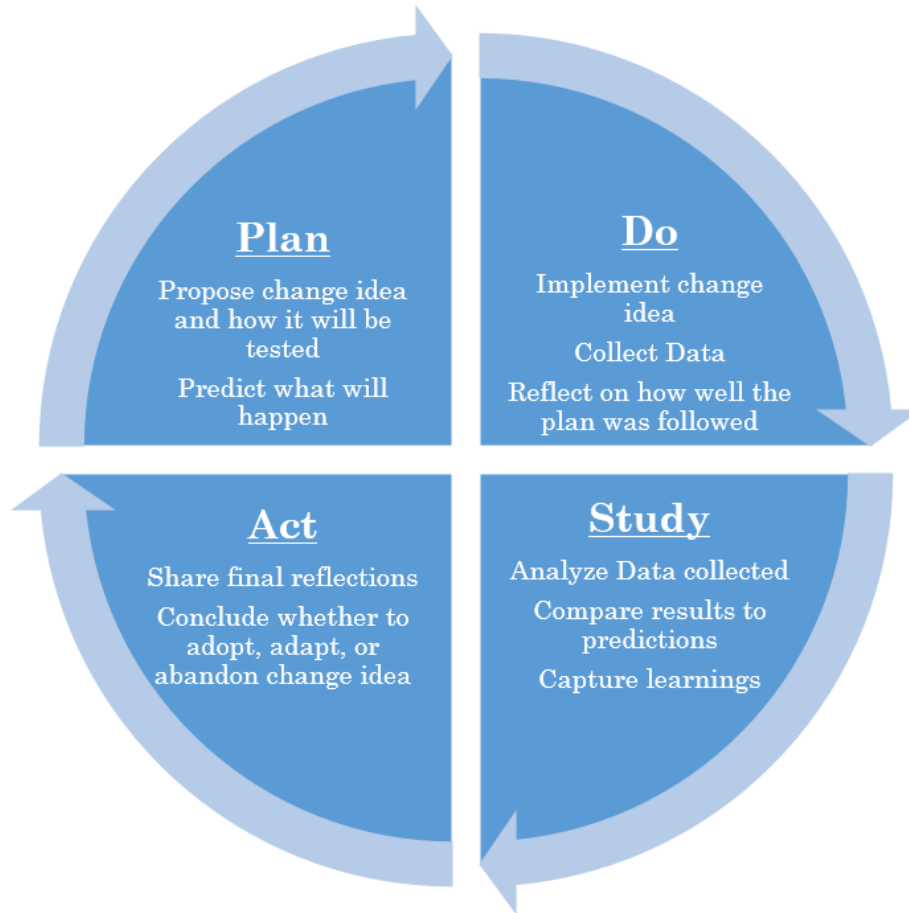 Plan
Propose change idea
and how it will be
tested
Predict what will
happen
Do
Implement change
idea
Collect Data
Reflect on how well the
plan was followed
Act
Share final reflections
Conclude whether to
adopt, adapt, or
abandon change idea
Study
Analyze Data collected
Compare results to
predictions
Capture learnings